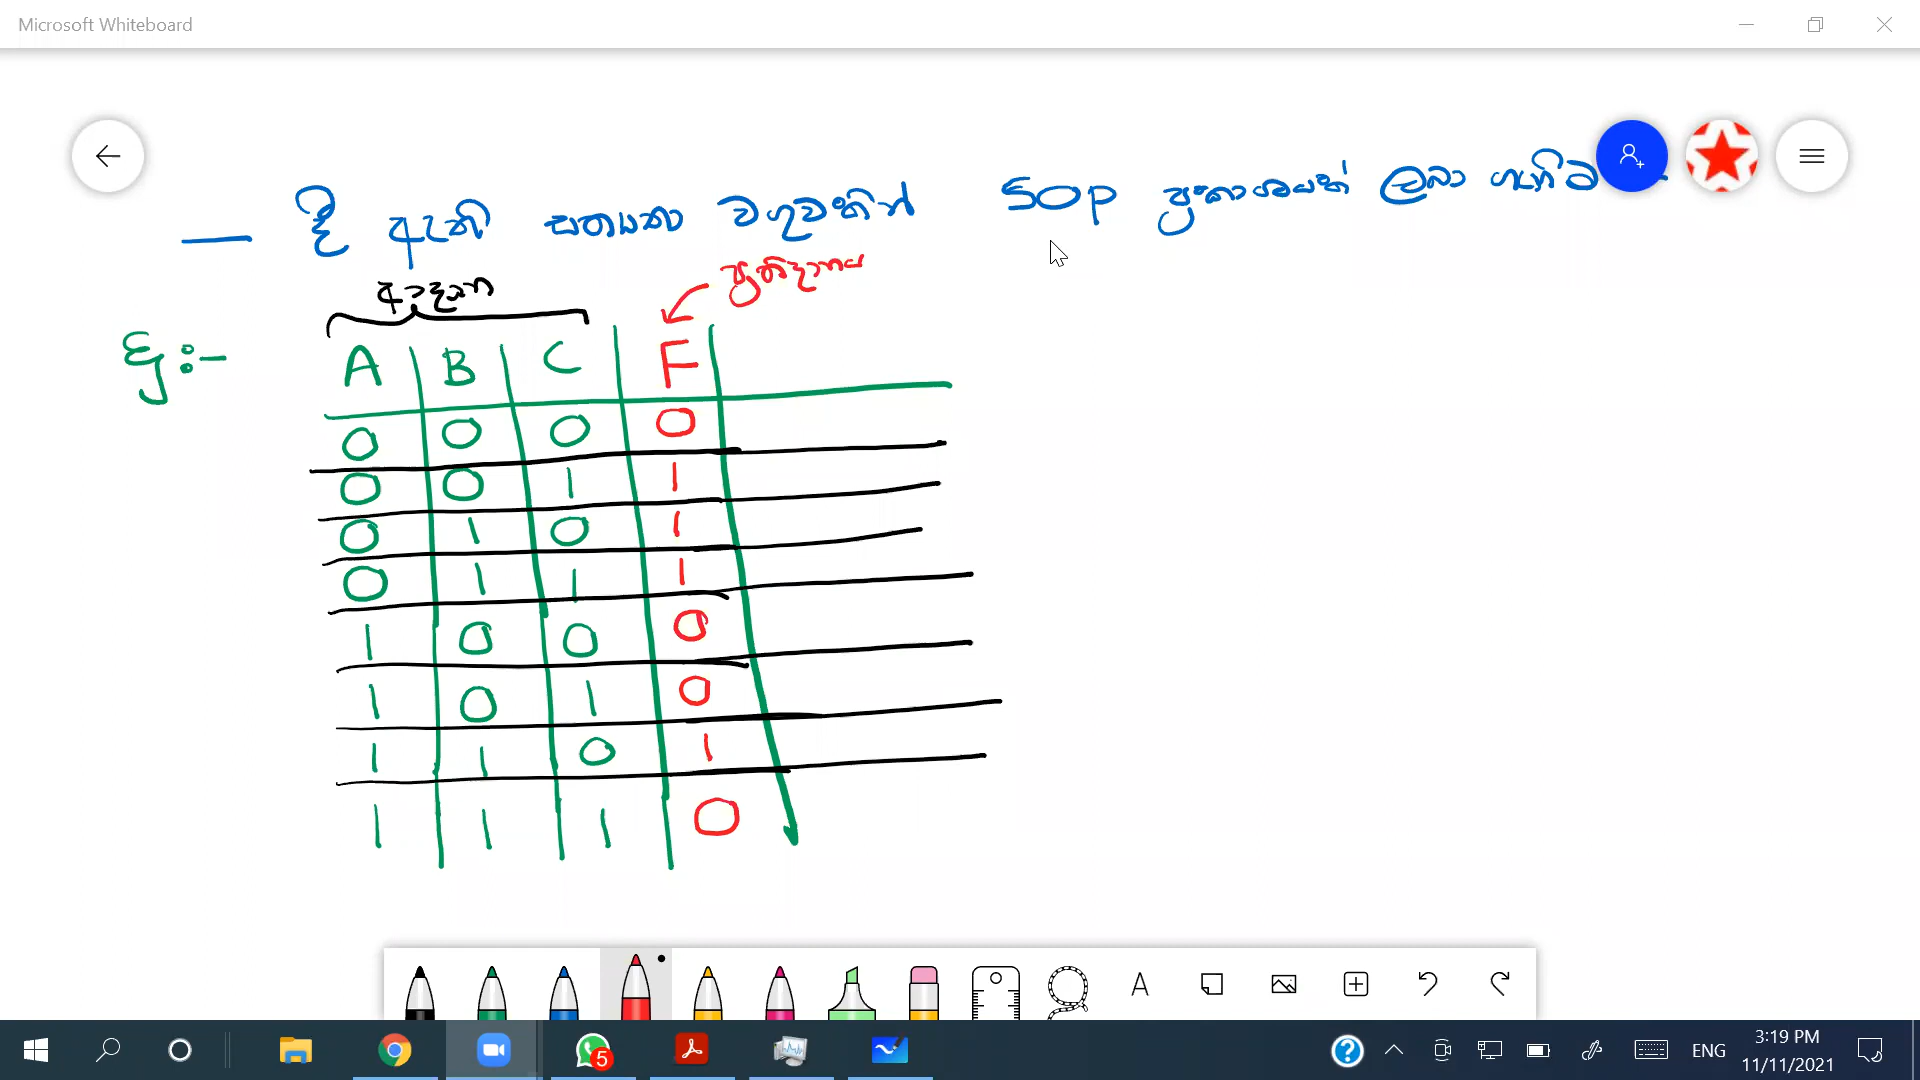 Microsoft Whiteboard
— දී ඇති සත්‍යතා වගුවකින් SOP ප්‍රකාශයක් ලබා ගැනීම
ආදාන
ප්‍රතිදානය
උදා :-
A B C F
0 0 0 0
0 0 1 1
0 1 0 1
0 1 1 1
1 0 0 0
1 0 1 0
1 1 0 1
1 1 1 0
5
ENG
3:19 PM
11/11/2021